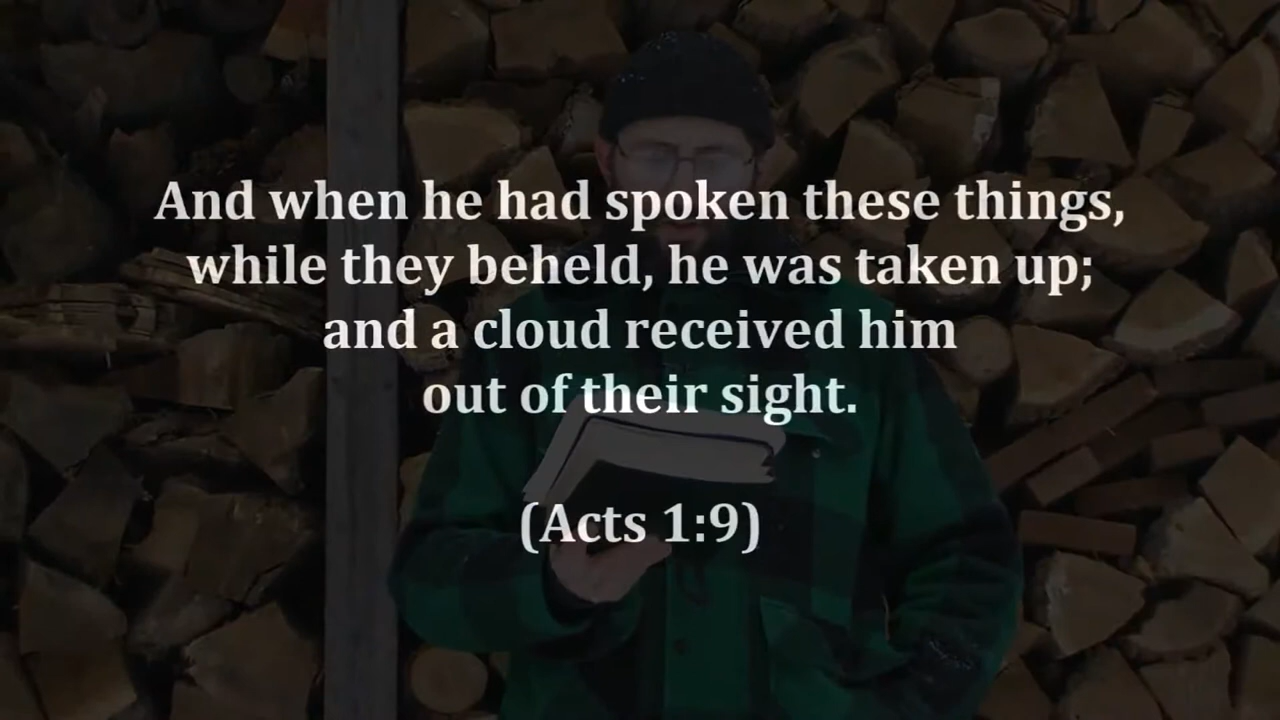 And when he had spoken these things,
while they beheld, he was taken up;
and a cloud received him
out of their sight.
(Acts 1:9)